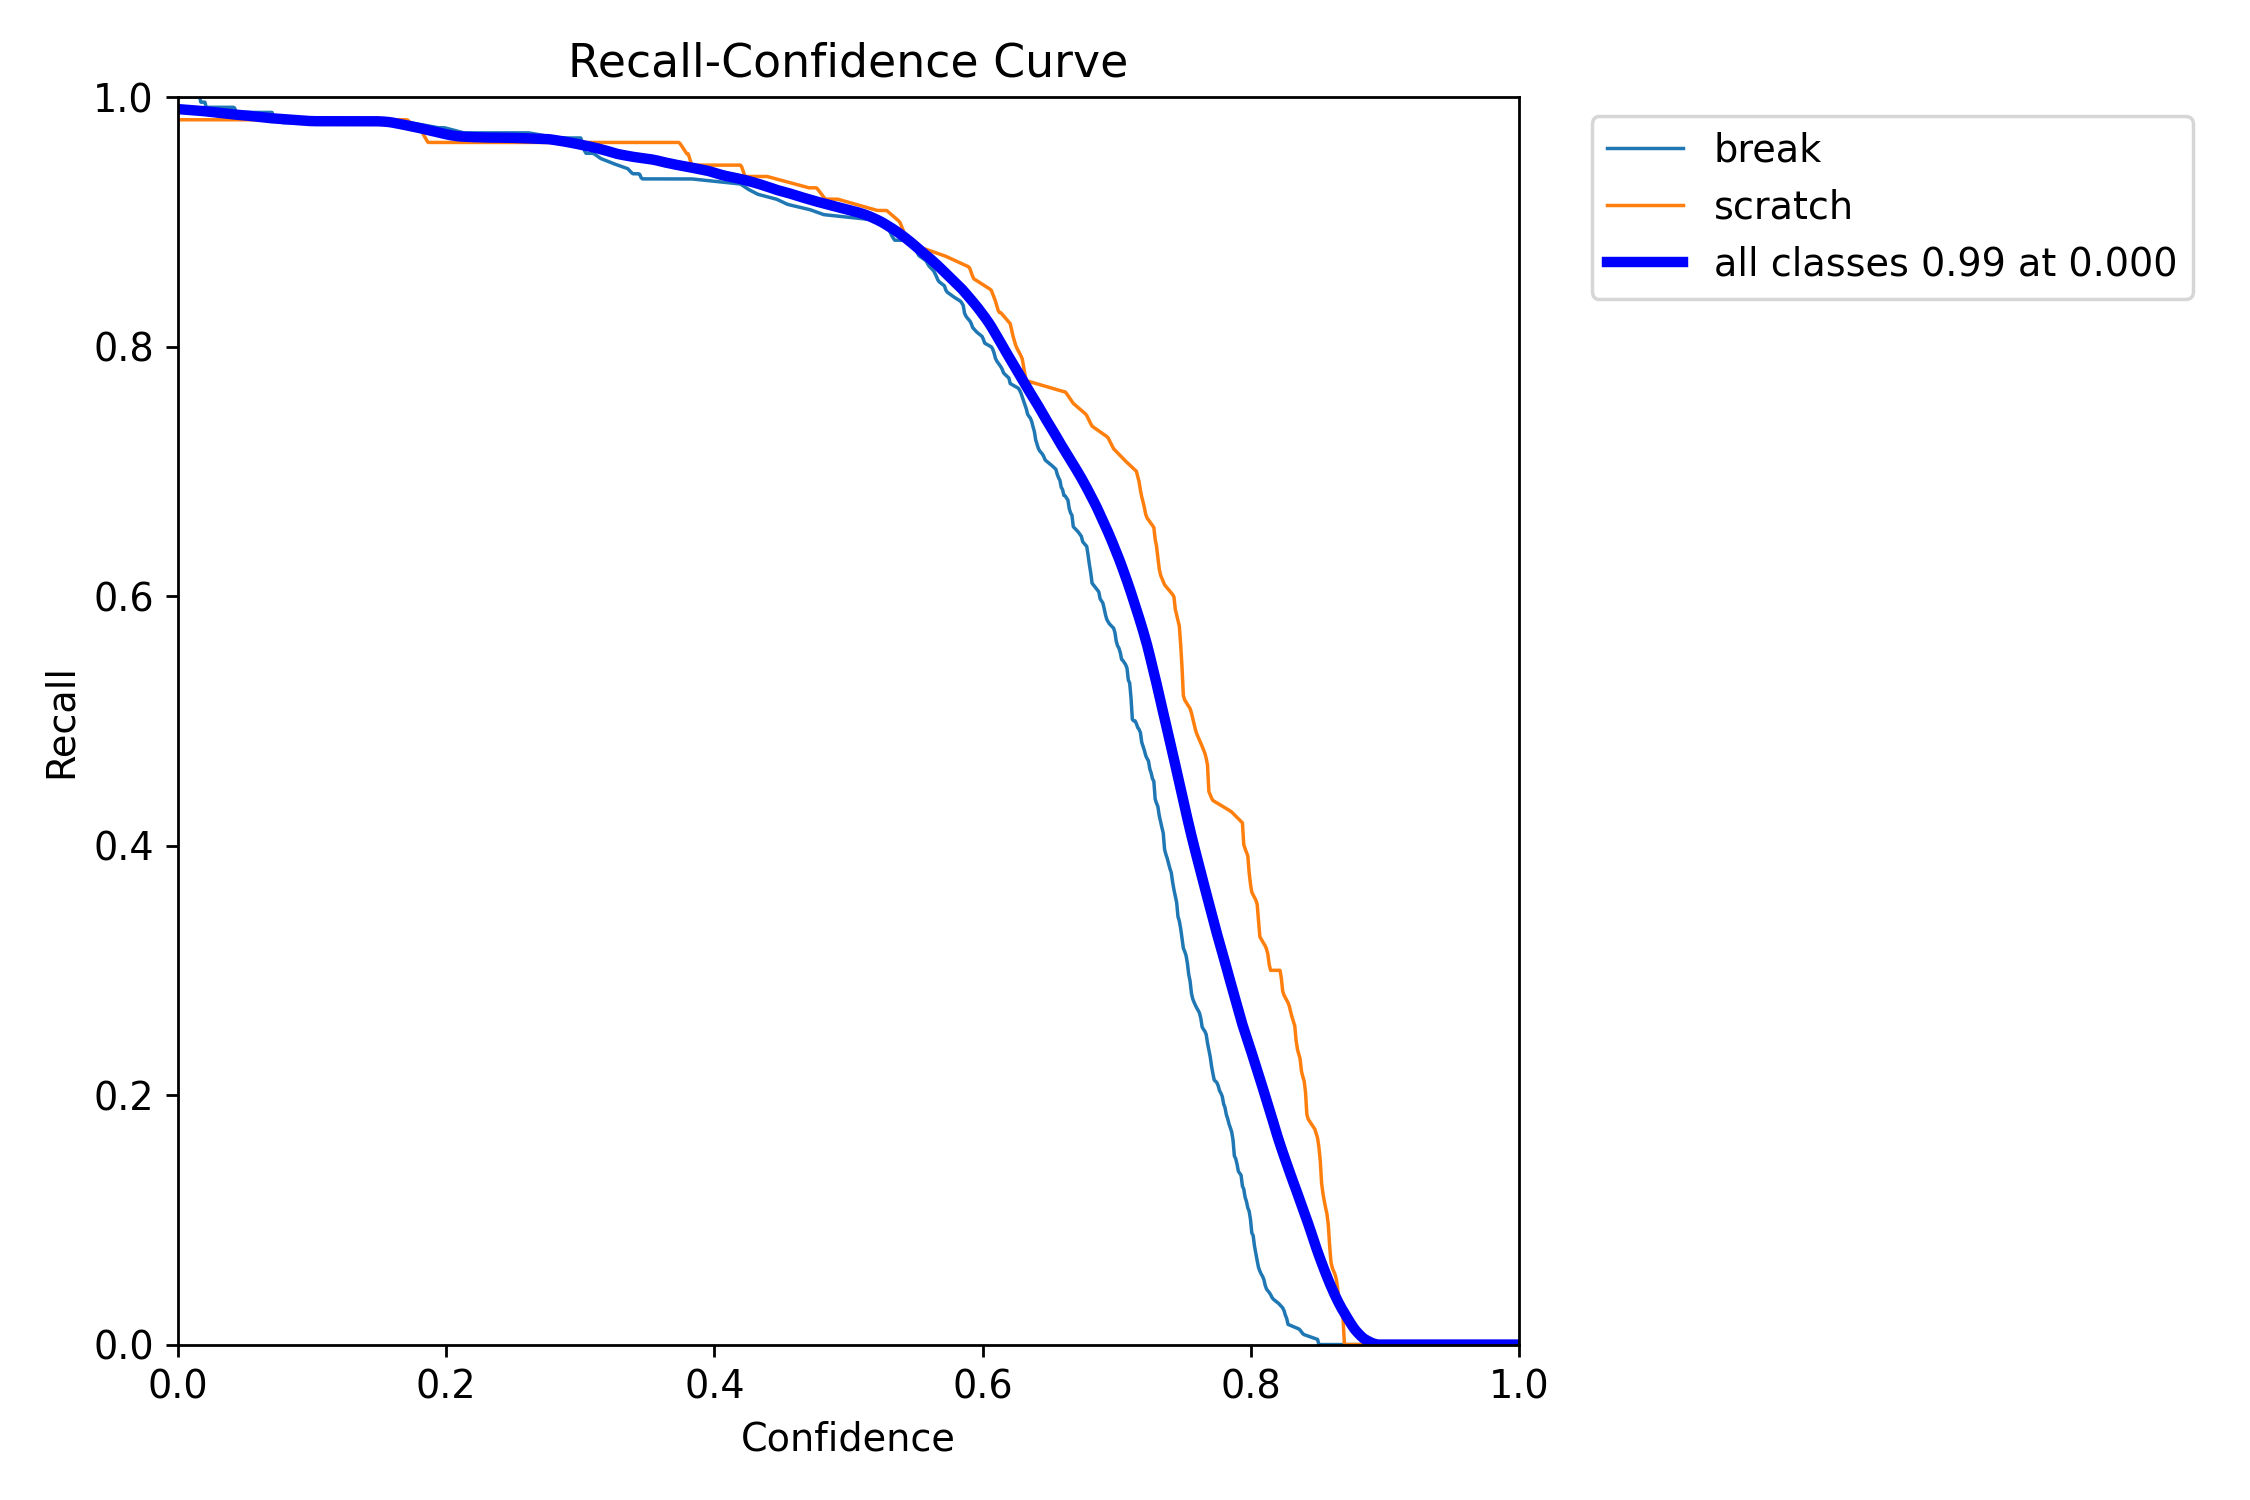 Recall-Confidence Curve
1.0
0.8
0.6
0.4
0.2
0.0
Recall
0.0 0.2 0.4 0.6 0.8 1.0
Confidence
break
scratch
all classes 0.99 at 0.000